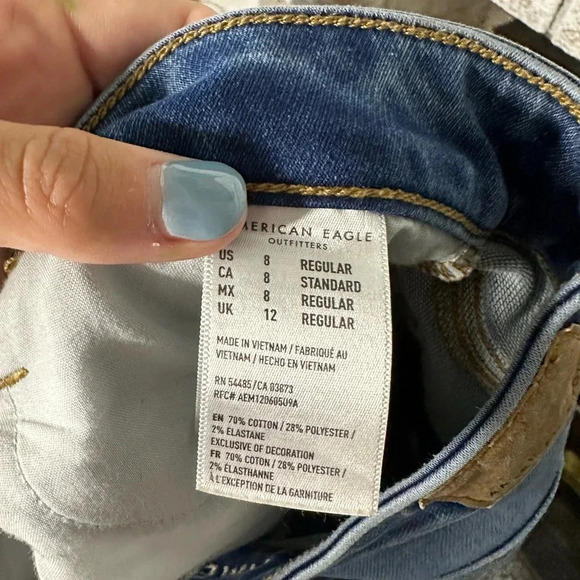 MERICAN EAGLE
OUTFITTERS
US 8 REGULAR
CA 8 STANDARD
MX 8 REGULAR
UK 12 REGULAR
MADE IN VIETNAM / FABRIQUÉ AU
VIETNAM / HECHO EN VIETNAM
RN 54485/CA 03873
RFC# AEM120605U9A
EN 70% COTTON / 28% POLYESTER /
2% ELASTANE
EXCLUSIVE OF DECORATION
FR 70% COTON / 28% POLYESTER /
2% ÉLASTHANNE
À L'EXCEPTION DE LA GARNITURE